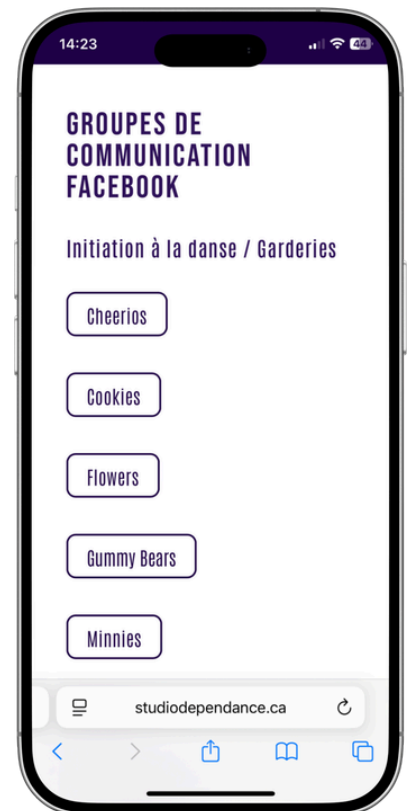 14:23
44
GROUPES DE
COMMUNICATION
FACEBOOK
Initiation à la danse / Garderies
Cheerios
Cookies
Flowers
Gummy Bears
Minnies
studiodependance.ca